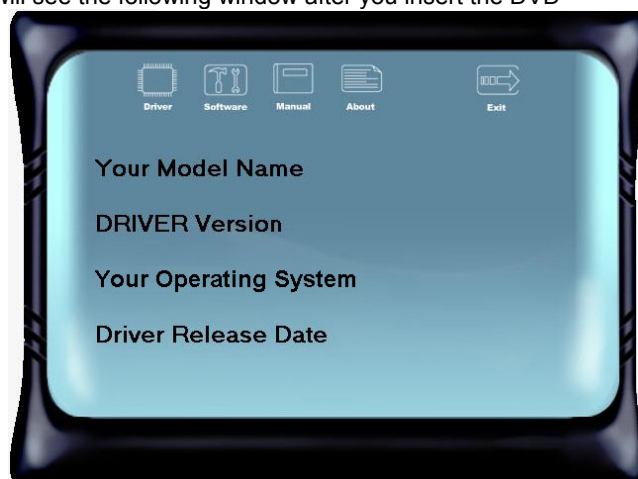 will see the following window after you insert the DVD
Driver Software Manual About Exit
Your Model Name
DRIVER Version
Your Operating System
Driver Release Date